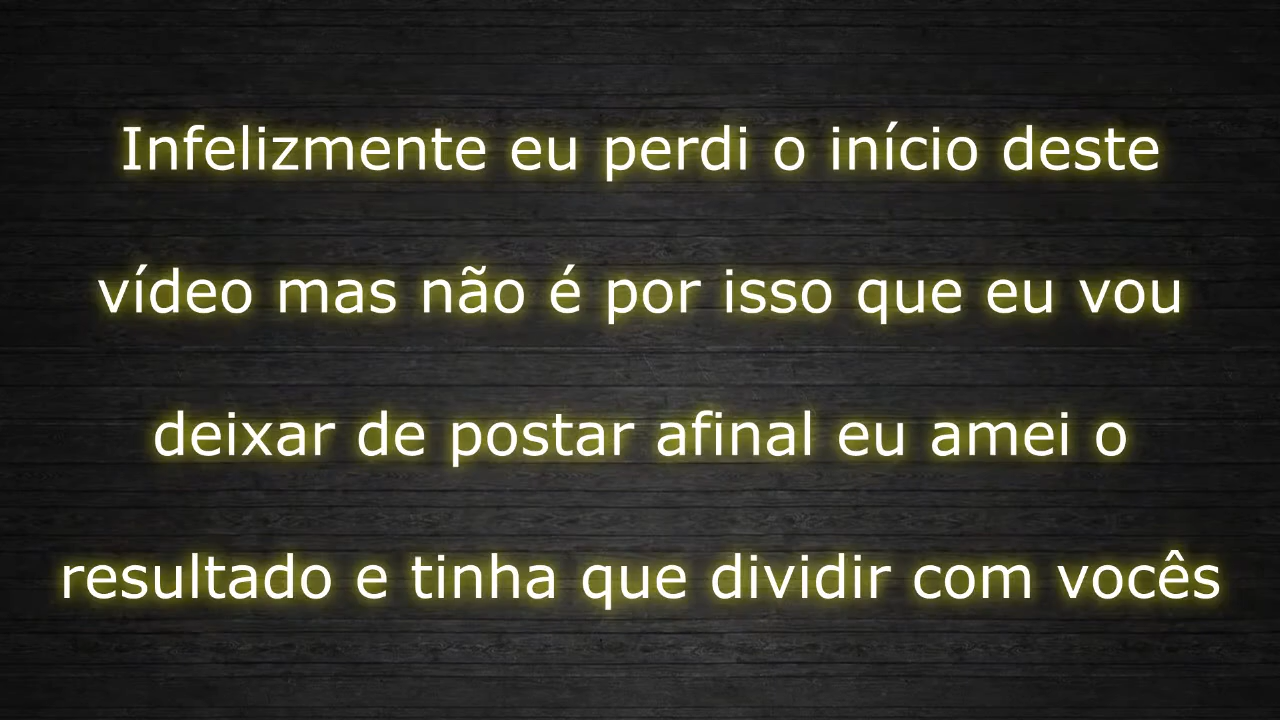 Infelizmente eu perdi o início deste
vídeo mas não é por isso que eu vou
deixar de postar afinal eu amei o
resultado e tinha que dividir com vocês